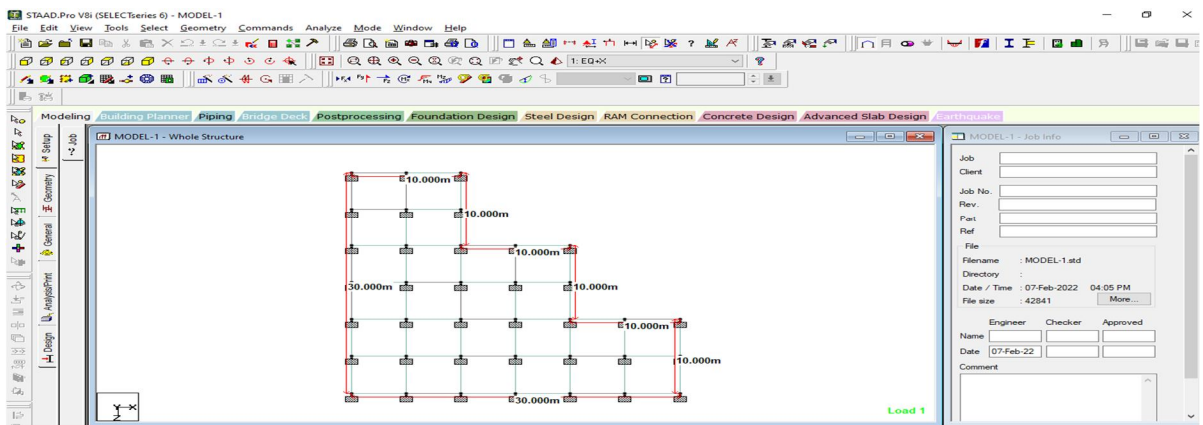 STAAD.Pro V8i (SELECTseries 6) - MODEL-1
File Edit View Tools Select Geometry Commands Analyze Mode Window Help
1: EQ+X
Modeling Building Planner Piping Bridge Deck Postprocessing Foundation Design Steel Design RAM Connection Concrete Design Advanced Slab Design Earthquake
Setup
Geometry
General
Analysis/Print
Design
Job
MODEL-1 - Whole Structure
10.000m
10.000m
10.000m
30.000m
10.000m
10.000m
10.000m
30.000m
Y X
Z
Load 1
MODEL-1 - Job Info
Job
Client
Job No.
Rev.
Part
Ref
File
Filename : MODEL-1.std
Directory :
Date / Time : 07-Feb-2022 04:05 PM
File size : 42841 More...
Engineer Checker Approved
Name
Date 07-Feb-22
Comment